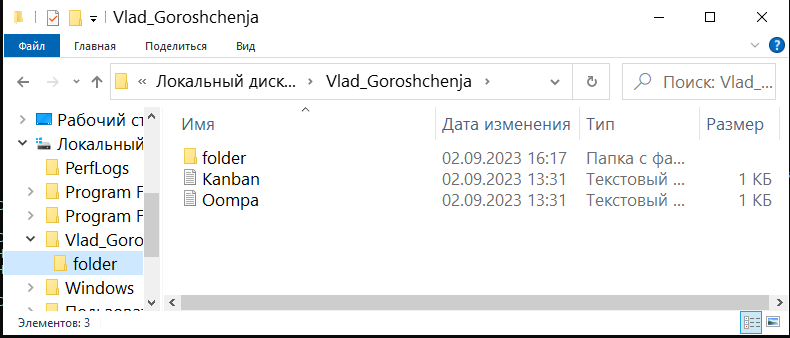 Vlad_Goroshchenja
Файл Главная Поделиться Вид
« Локальный диск... Vlad_Goroshchenja Поиск: Vlad_...
Имя Дата изменения Тип Размер
folder 02.09.2023 16:17 Папка с фа...
Kanban 02.09.2023 13:31 Текстовый ... 1 КБ
Oompa 02.09.2023 13:31 Текстовый ... 1 КБ
Рабочий ст
Локальный
PerfLogs
Program F
Program F
Vlad_Goro
folder
Windows
Элементов: 3